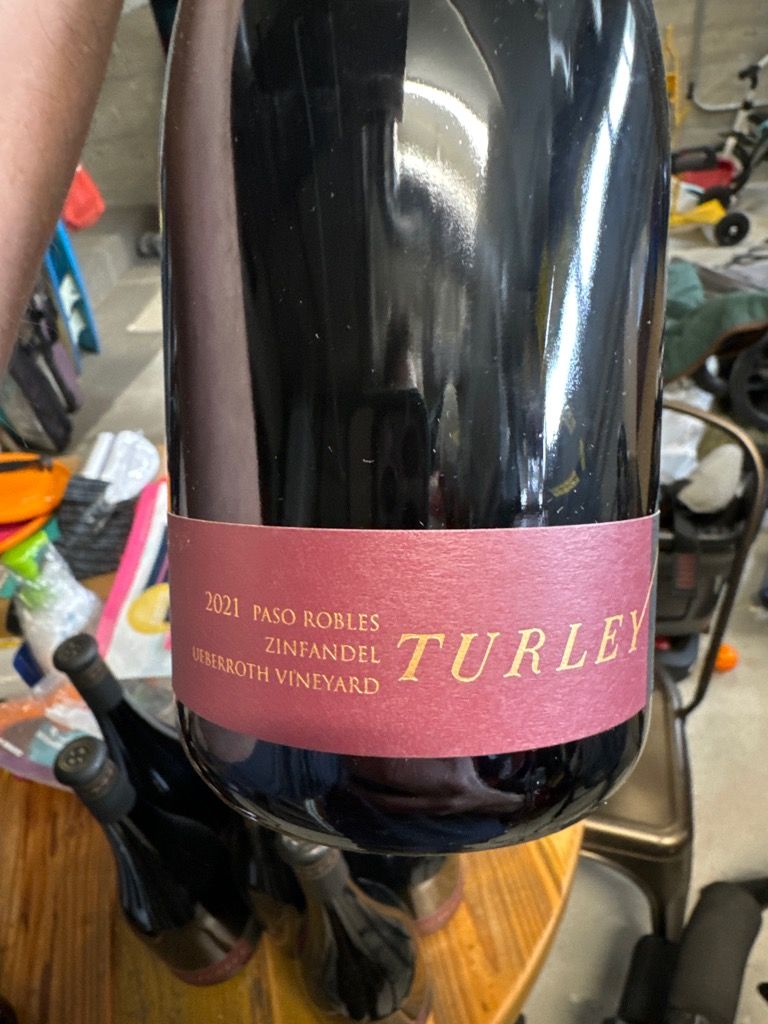 2021 PASO ROBLES
ZINFANDEL
UEBERROTH VINEYARD
TURLEY